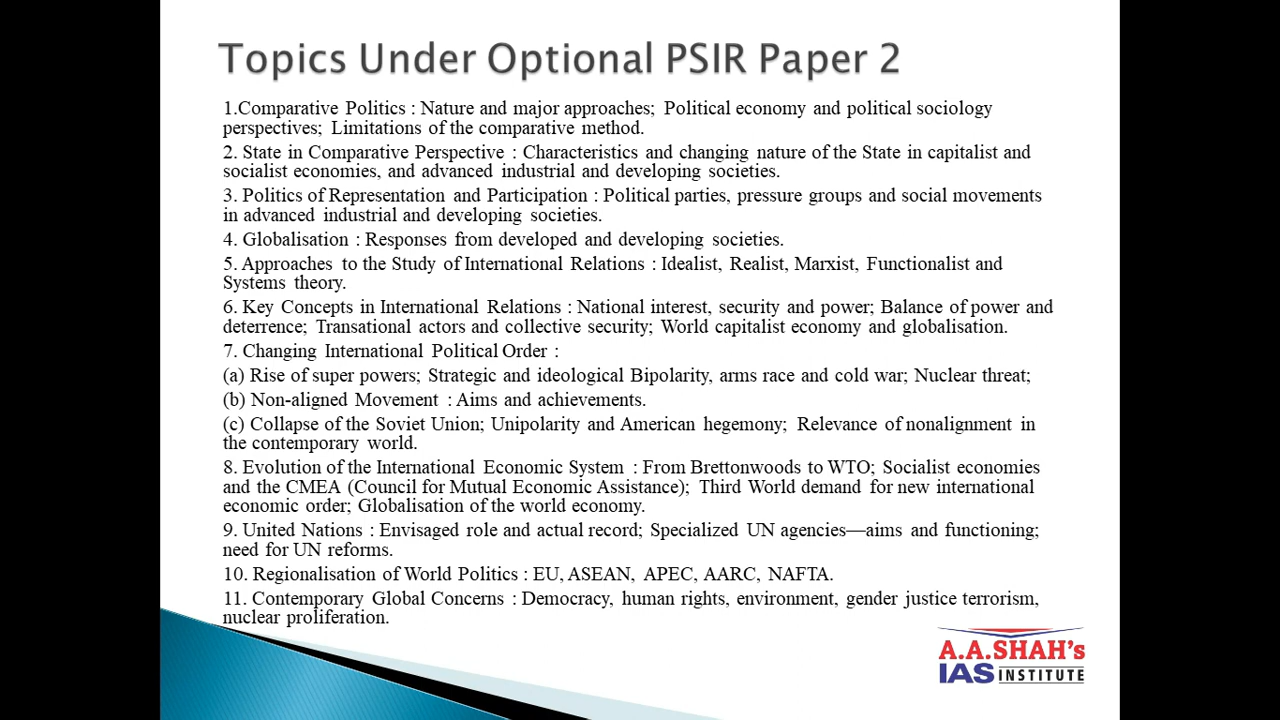 Topics Under Optional PSIR Paper 2
1.Comparative Politics : Nature and major approaches; Political economy and political sociology
perspectives; Limitations of the comparative method.
2. State in Comparative Perspective : Characteristics and changing nature of the State in capitalist and
socialist economies, and advanced industrial and developing societies.
3. Politics of Representation and Participation : Political parties, pressure groups and social movements
in advanced industrial and developing societies.
4. Globalisation : Responses from developed and developing societies.
5. Approaches to the Study of International Relations : Idealist, Realist, Marxist, Functionalist and
Systems theory.
6. Key Concepts in International Relations : National interest, security and power; Balance of power and
deterrence; Transational actors and collective security; World capitalist economy and globalisation.
7. Changing International Political Order :
(a) Rise of super powers; Strategic and ideological Bipolarity, arms race and cold war; Nuclear threat;
(b) Non-aligned Movement : Aims and achievements.
(c) Collapse of the Soviet Union; Unipolarity and American hegemony; Relevance of nonalignment in
the contemporary world.
8. Evolution of the International Economic System : From Brettonwoods to WTO; Socialist economies
and the CMEA (Council for Mutual Economic Assistance); Third World demand for new international
economic order; Globalisation of the world economy.
9. United Nations : Envisaged role and actual record; Specialized UN agencies—aims and functioning;
need for UN reforms.
10. Regionalisation of World Politics : EU, ASEAN, APEC, AARC, NAFTA.
11. Contemporary Global Concerns : Democracy, human rights, environment, gender justice terrorism,
nuclear proliferation.
A.A.SHAH's
IAS INSTITUTE